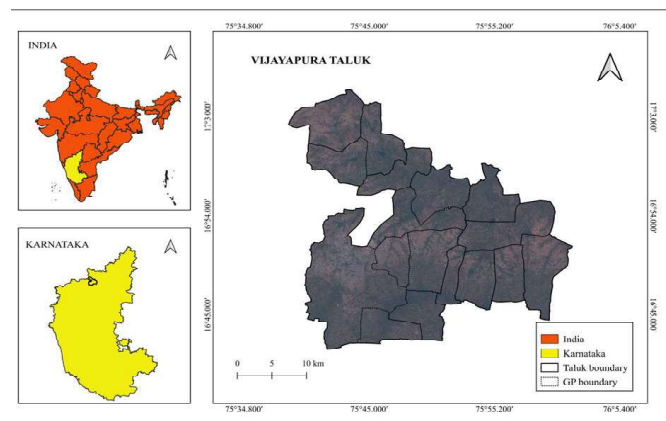 75°34.800' 75°45.000' 75°55.200' 76°5.400'
INDIA
VIJAYAPURA TALUK
17°3.000'
17°3.000'
16°54.000'
16°54.000'
KARNATAKA
16°45.000'
16°45.000'
India
Karnataka
Taluk boundary
GP boundary
0 5 10 km
75°34.800' 75°45.000' 75°55.200' 76°5.400'